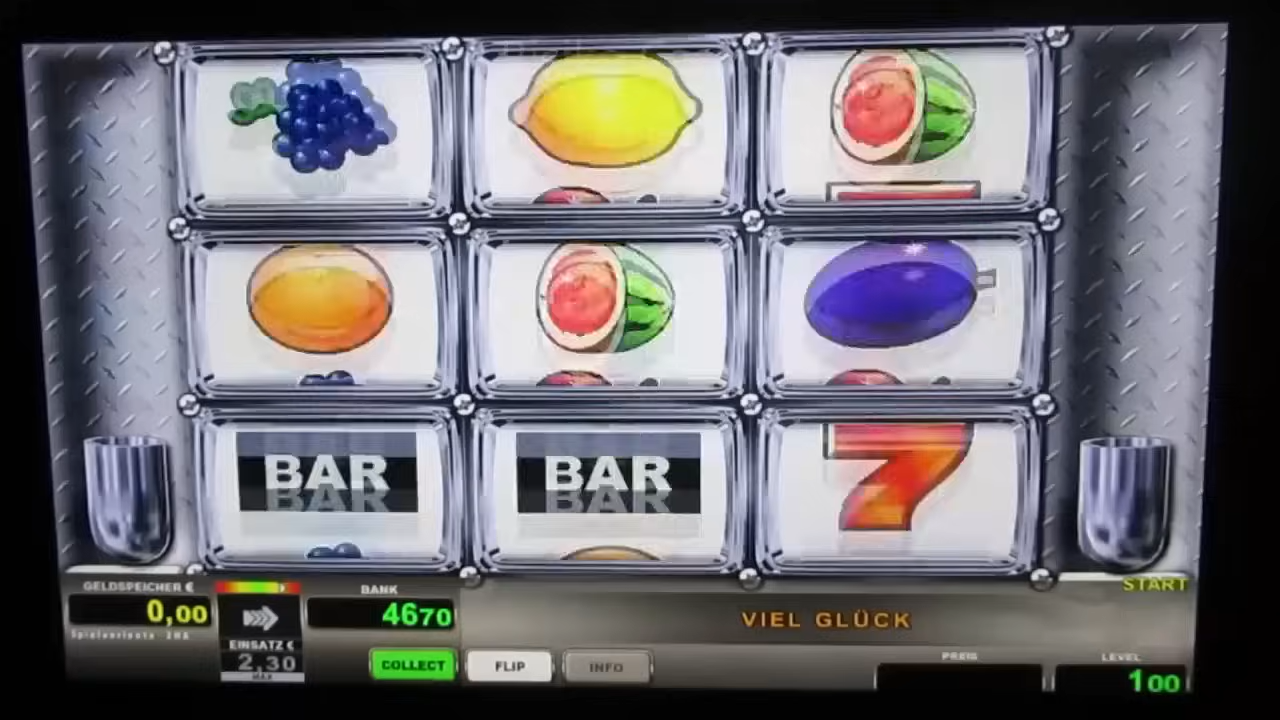 BAR
BAR
7
GELDSPEICHER €
0,00
BANK
4670
EINSATZ €
2,30
MAX
COLLECT
FLIP
INFO
VIEL GLÜCK
START
PREIS
LEVEL
100